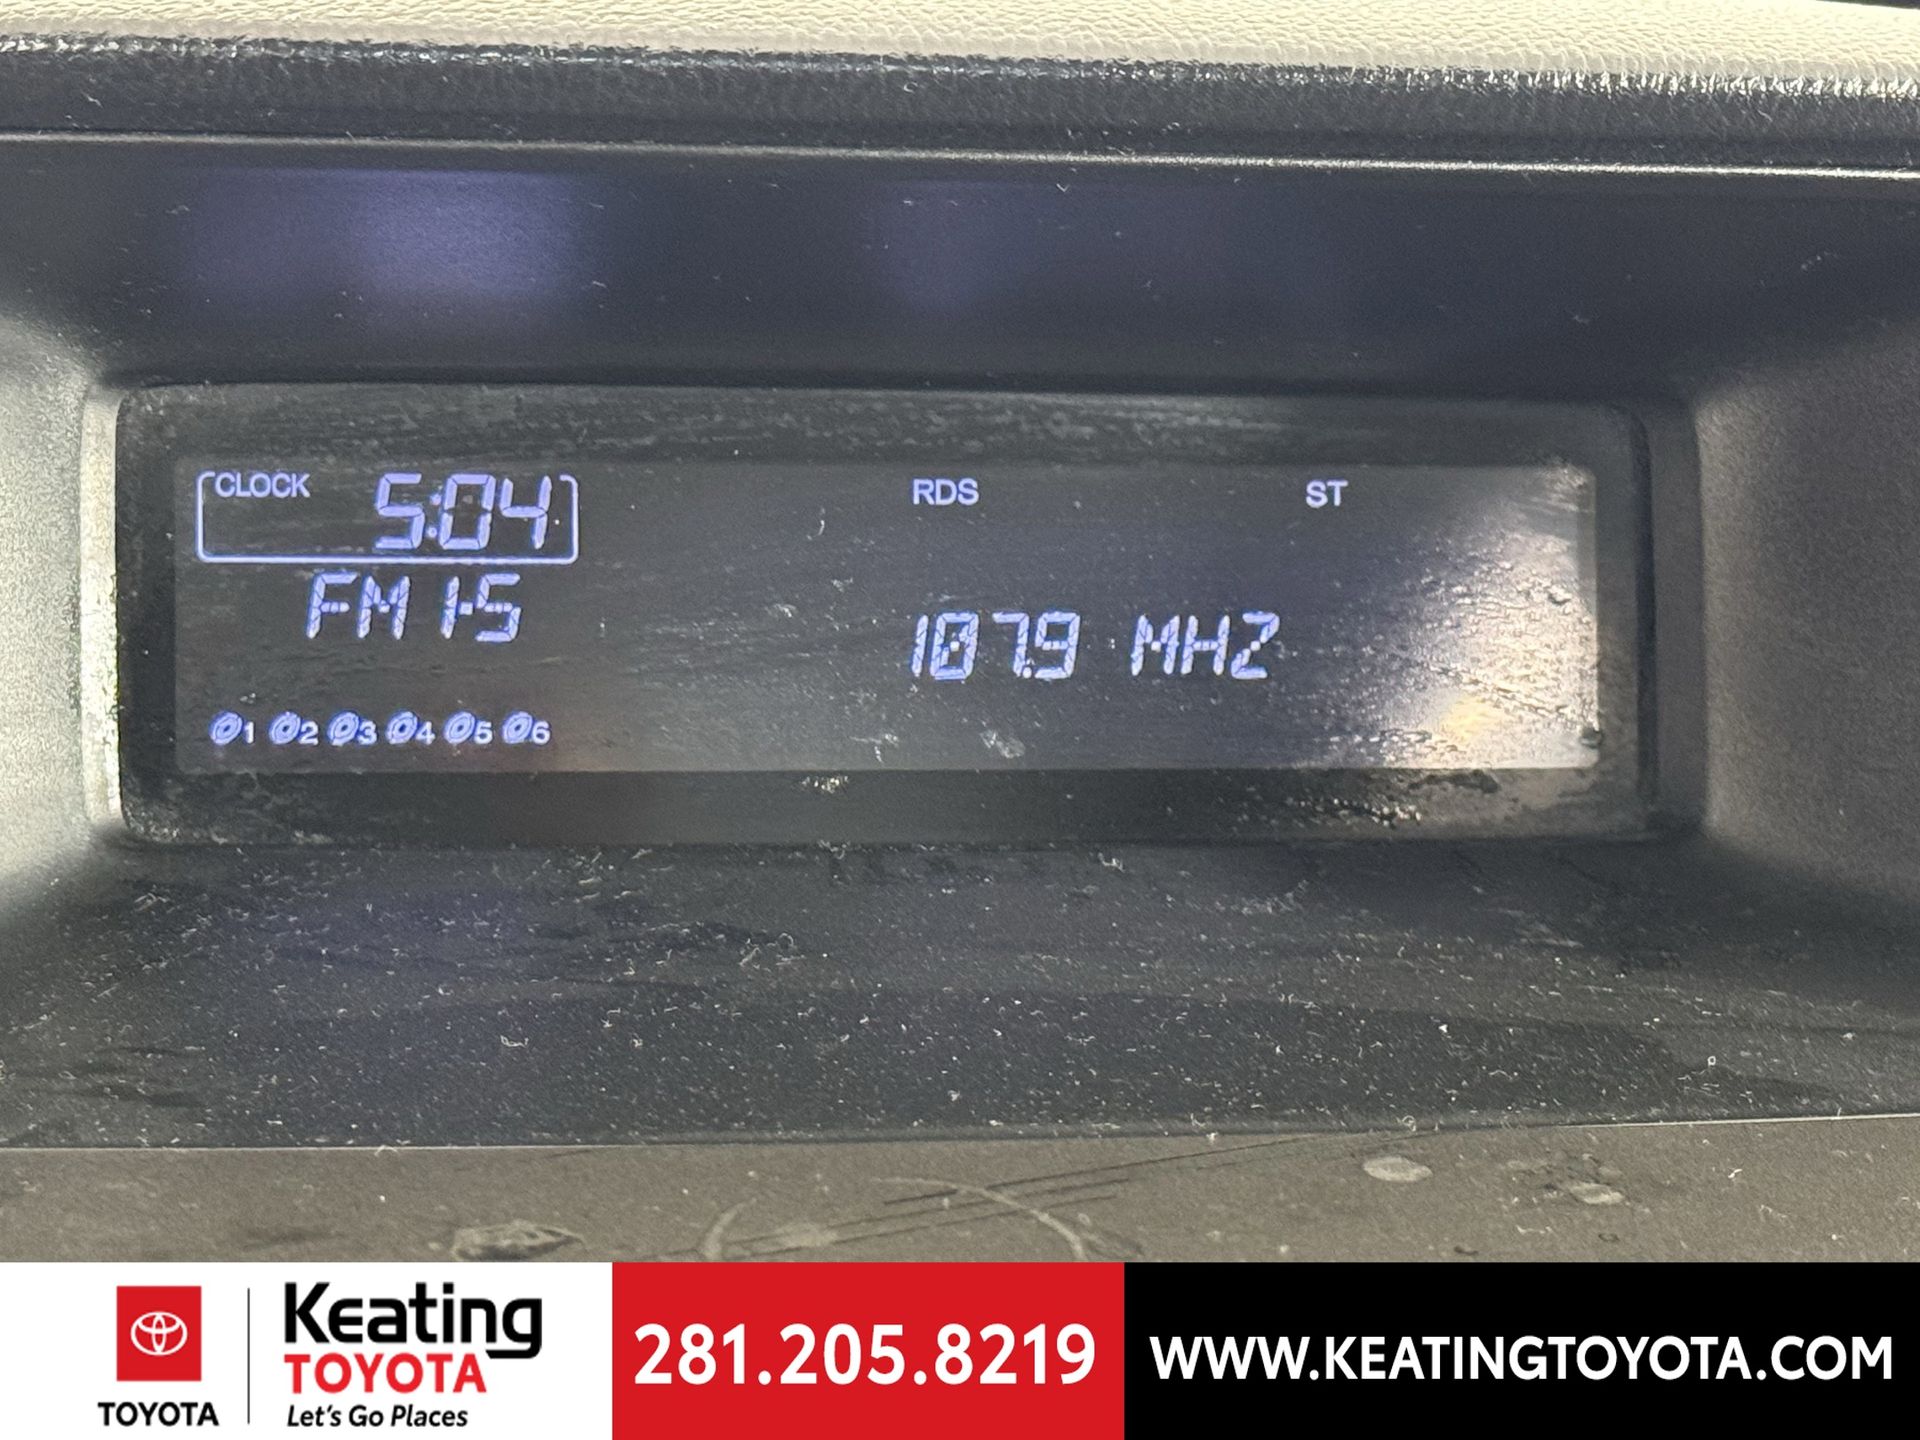 CLOCK 5:04
RDS
ST
FM 1-5
107.9 MHZ
1 2 3 4 5 6
TOYOTA
Keating
TOYOTA
Let's Go Places
281.205.8219
WWW.KEATINGTOYOTA.COM